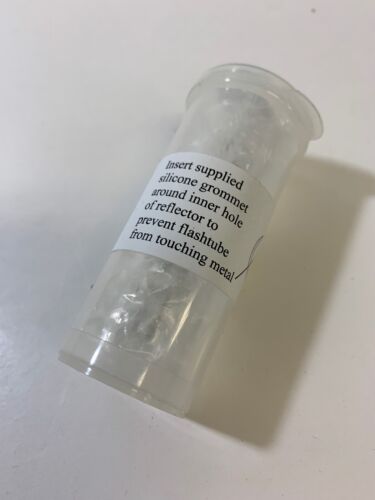 Insert supplied
silicone grommet
around inner hole
of reflector to
prevent flashtube
from touching metal